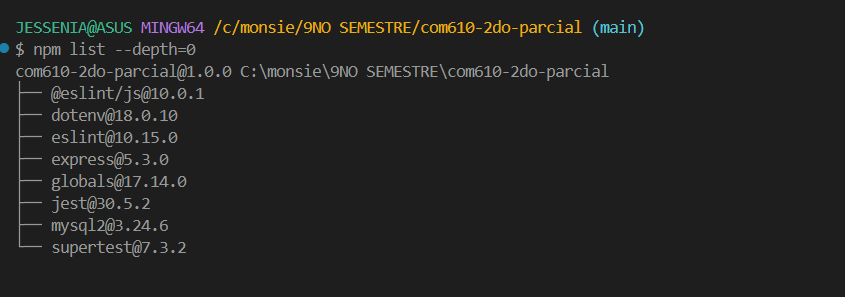 JESSENIA@ASUS MINGW64 /c/monsie/9NO SEMESTRE/com610-2do-parcial (main)
$ npm list --depth=0
com610-2do-parcial@1.0.0 C:\monsie\9NO SEMESTRE\com610-2do-parcial
├── @eslint/js@10.0.1
├── dotenv@18.0.10
├── eslint@10.15.0
├── express@5.3.0
├── globals@17.14.0
├── jest@30.5.2
├── mysql2@3.24.6
└── supertest@7.3.2